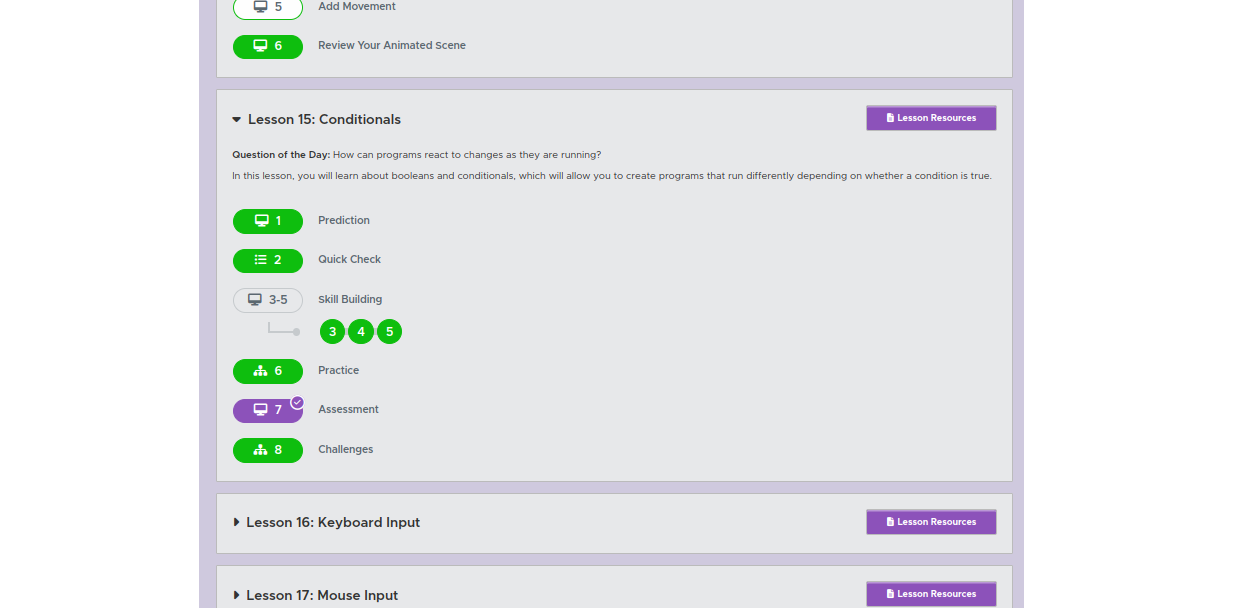 5 Add Movement
6 Review Your Animated Scene
Lesson 15: Conditionals
Lesson Resources
Question of the Day: How can programs react to changes as they are running?
In this lesson, you will learn about booleans and conditionals, which will allow you to create programs that run differently depending on whether a condition is true.
1 Prediction
2 Quick Check
3-5 Skill Building
3 4 5
6 Practice
7 Assessment
8 Challenges
Lesson 16: Keyboard Input
Lesson Resources
Lesson 17: Mouse Input
Lesson Resources